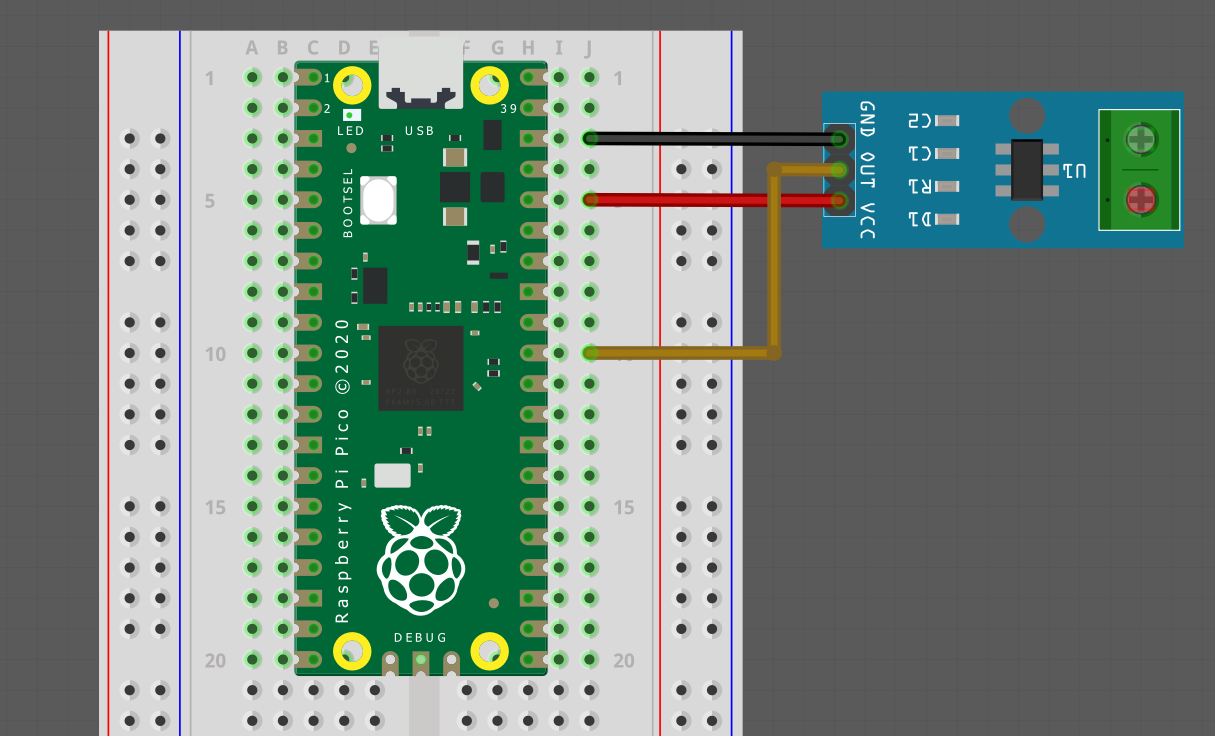 A B C D E F G H I J
1 1
1
2 39
LED USB
BOOTSEL
5
10
Raspberry Pi Pico ©2020
15 15
DEBUG
20 20
GND OUT VCC
C2
C1
R1
D1
U1